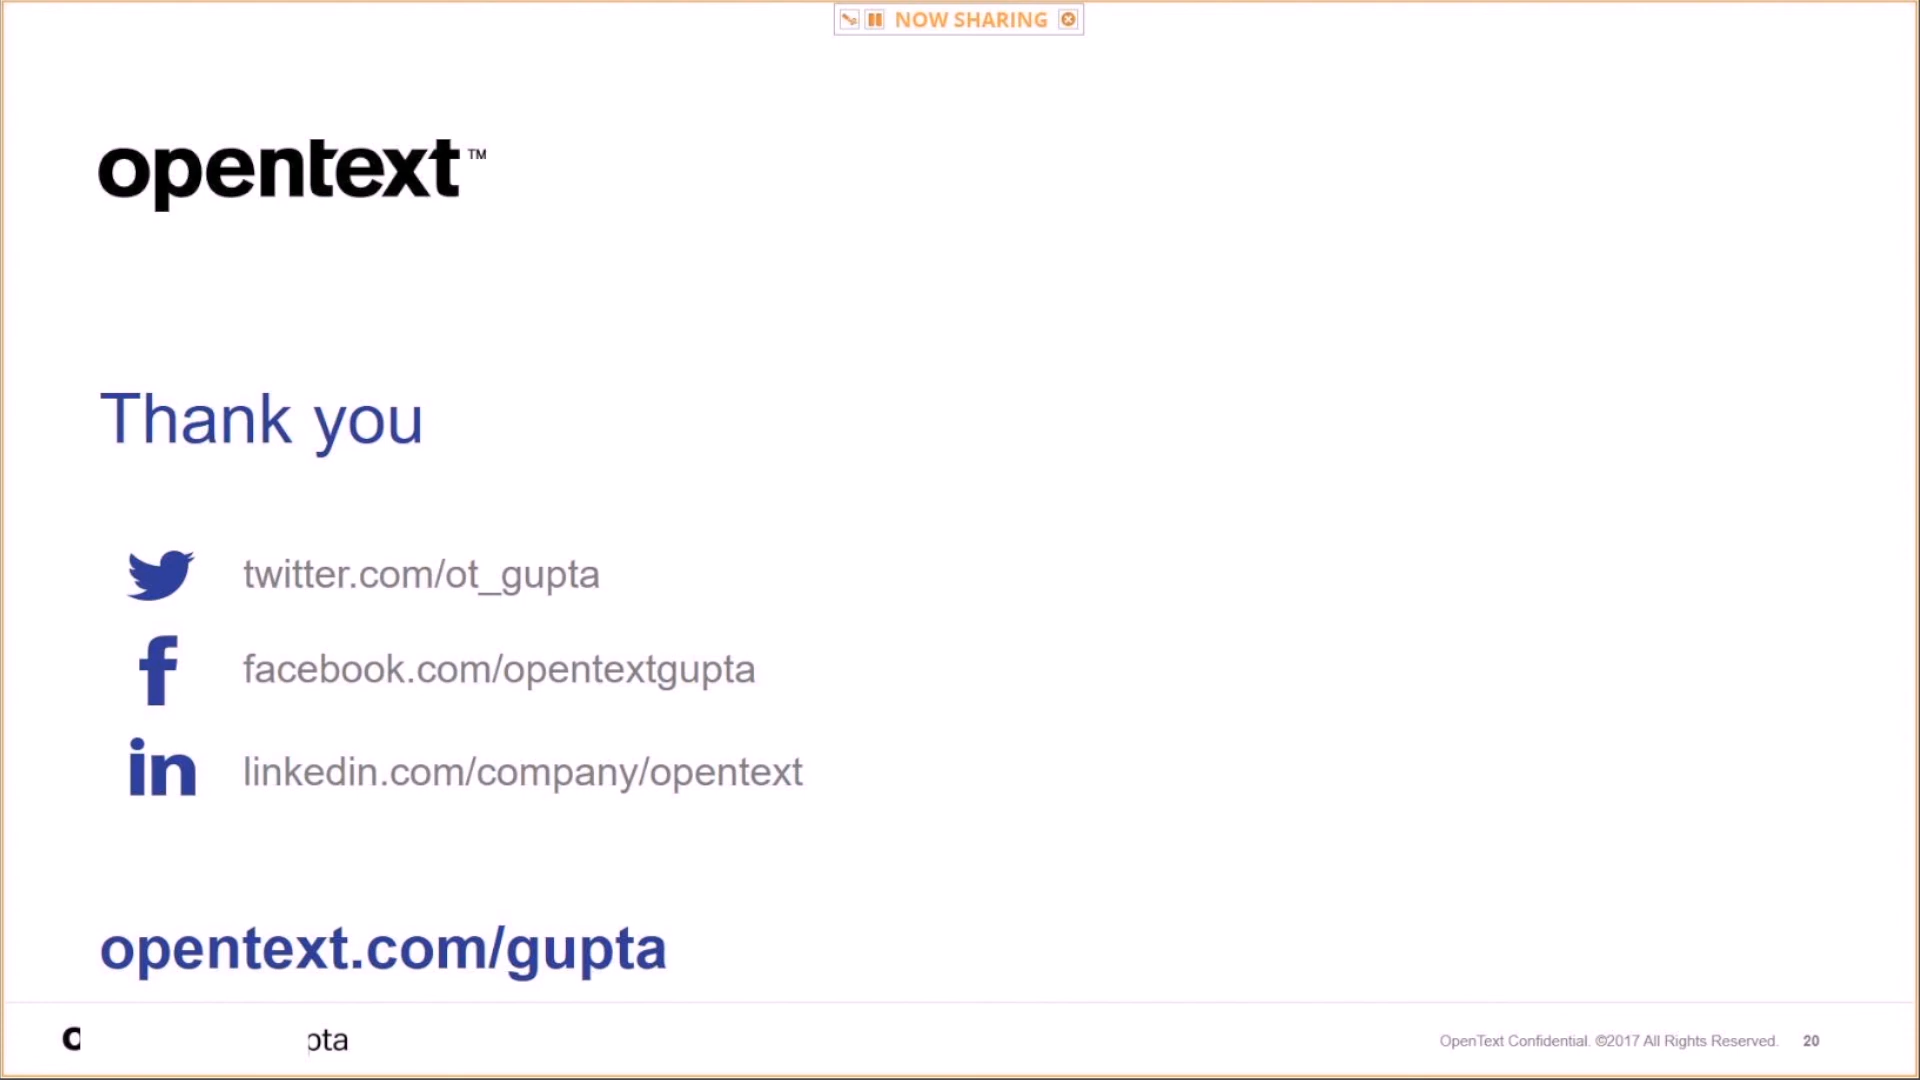 NOW SHARING
opentext™
Thank you
twitter.com/ot_gupta
facebook.com/opentextgupta
linkedin.com/company/opentext
opentext.com/gupta
OpenText Confidential. ©2017 All Rights Reserved. 20